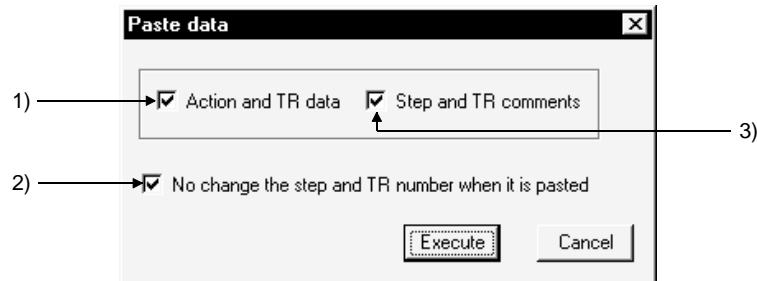 Paste data
1) Action and TR data Step and TR comments
3)
2) No change the step and TR number when it is pasted
Execute Cancel